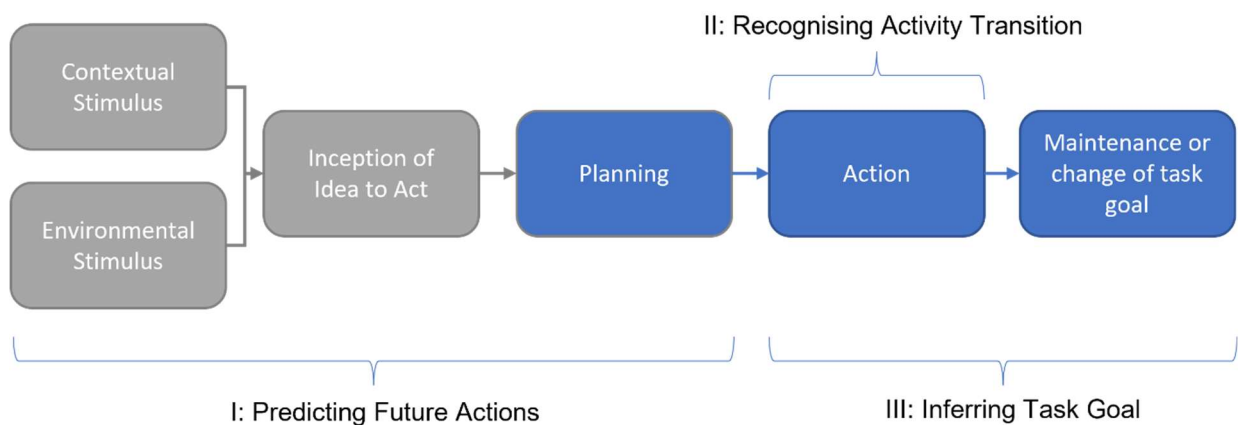 II: Recognising Activity Transition
Contextual
Stimulus
Environmental
Stimulus
Inception of
Idea to Act
Planning
Action
Maintenance or
change of task
goal
I: Predicting Future Actions
III: Inferring Task Goal